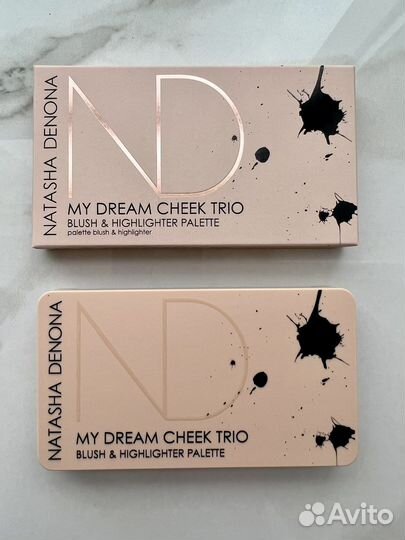 NATASHA DENONA
ND
MY DREAM CHEEK TRIO
BLUSH & HIGHLIGHTER PALETTE
palette blush & highlighter
NATASHA DENONA
ND
MY DREAM CHEEK TRIO
BLUSH & HIGHLIGHTER PALETTE
Avito